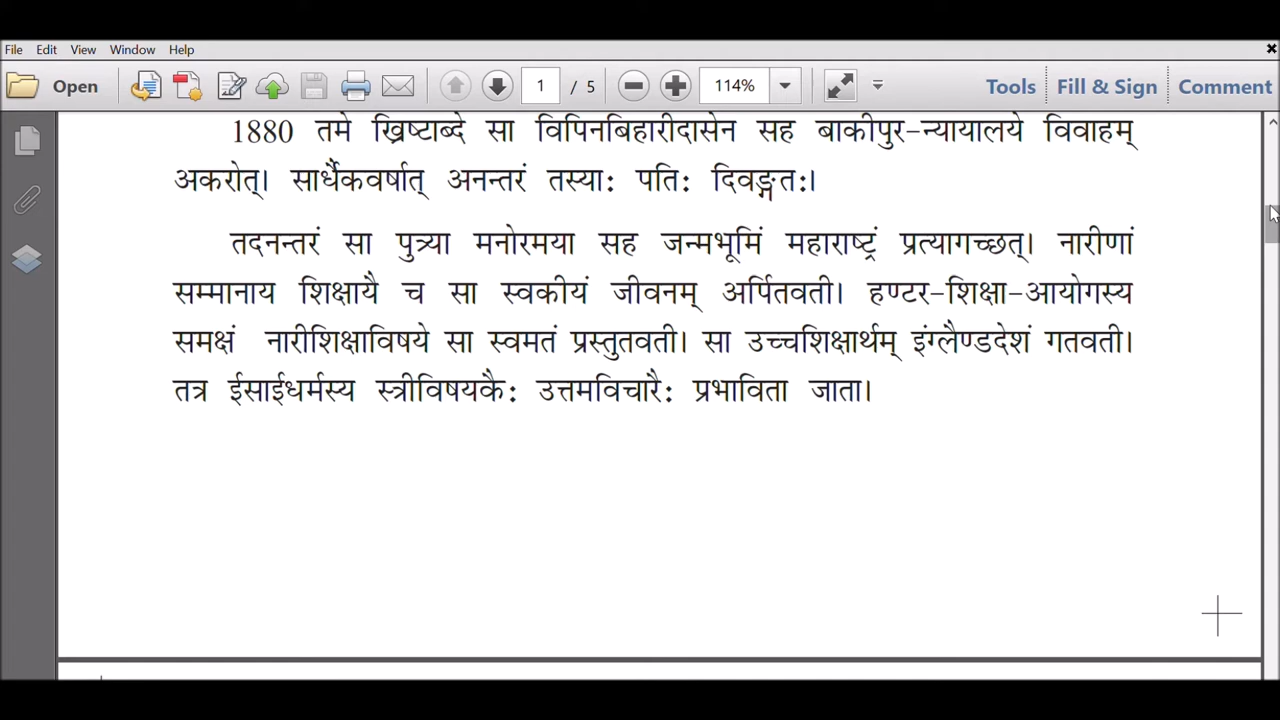 File Edit View Window Help
Open 1 / 5 114% Tools Fill & Sign Comment
1880 तमे ख्रिष्टाब्दे सा विपिनबिहारीदासेन सह बाकीपुर-न्यायालये विवाहम्
अकरोत्। सार्धैकवर्षात् अनन्तरं तस्याः पतिः दिवङ्गतः।
तदनन्तरं सा पुत्र्या मनोरमया सह जन्मभूमिं महाराष्ट्रं प्रत्यागच्छत्। नारीणां
सम्मानाय शिक्षायै च सा स्वकीयं जीवनम् अर्पितवती। हण्टर-शिक्षा-आयोगस्य
समक्षं नारीशिक्षाविषये सा स्वमतं प्रस्तुतवती। सा उच्चशिक्षार्थम् इंग्लैण्डदेशं गतवती।
तत्र ईसाईधर्मस्य स्त्रीविषयकैः उत्तमविचारैः प्रभाविता जाता।